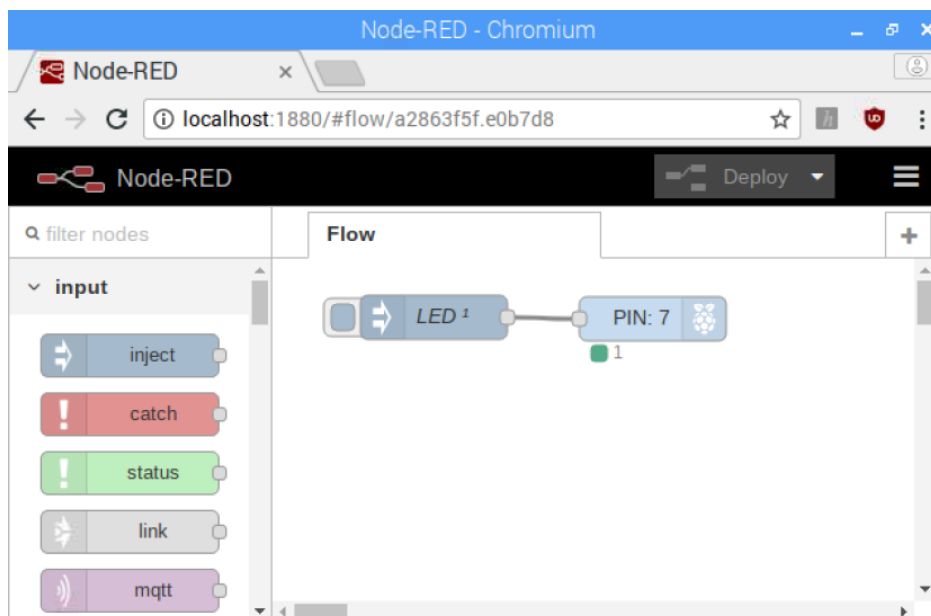 Node-RED - Chromium
Node-RED
localhost:1880/#flow/a2863f5f.e0b7d8
Node-RED
Deploy
filter nodes
Flow
input
LED ¹
PIN: 7
1
inject
catch
status
link
mqtt